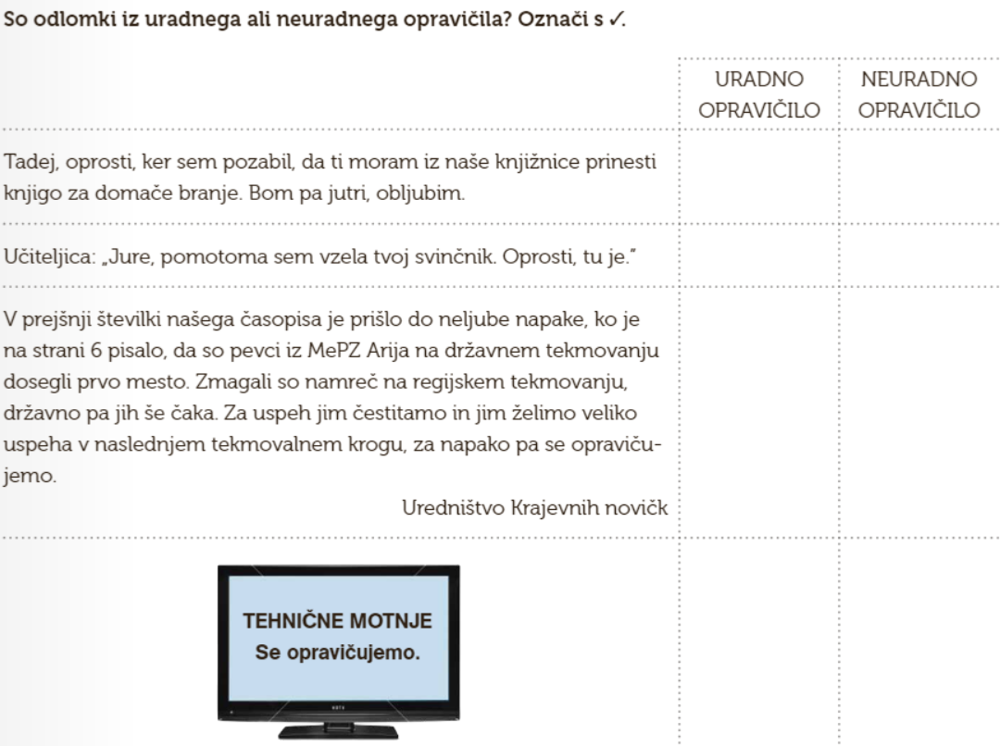 So odlomki iz uradnega ali neuradnega opravičila? Označi s ✓.
URADNO OPRAVIČILO
NEURADNO OPRAVIČILO
Tadej, oprosti, ker sem pozabil, da ti moram iz naše knjižnice prinesti
knjigo za domače branje. Bom pa jutri, obljubim.
Učiteljica: „Jure, pomotoma sem vzela tvoj svinčnik. Oprosti, tu je.“
V prejšnji številki našega časopisa je prišlo do neljube napake, ko je
na strani 6 pisalo, da so pevci iz MePZ Arija na državnem tekmovanju
dosegli prvo mesto. Zmagali so namreč na regijskem tekmovanju,
državno pa jih še čaka. Za uspeh jim čestitamo in jim želimo veliko
uspeha v naslednjem tekmovalnem krogu, za napako pa se opraviču-
jemo.
Uredništvo Krajevnih novičk
TEHNIČNE MOTNJE
Se opravičujemo.